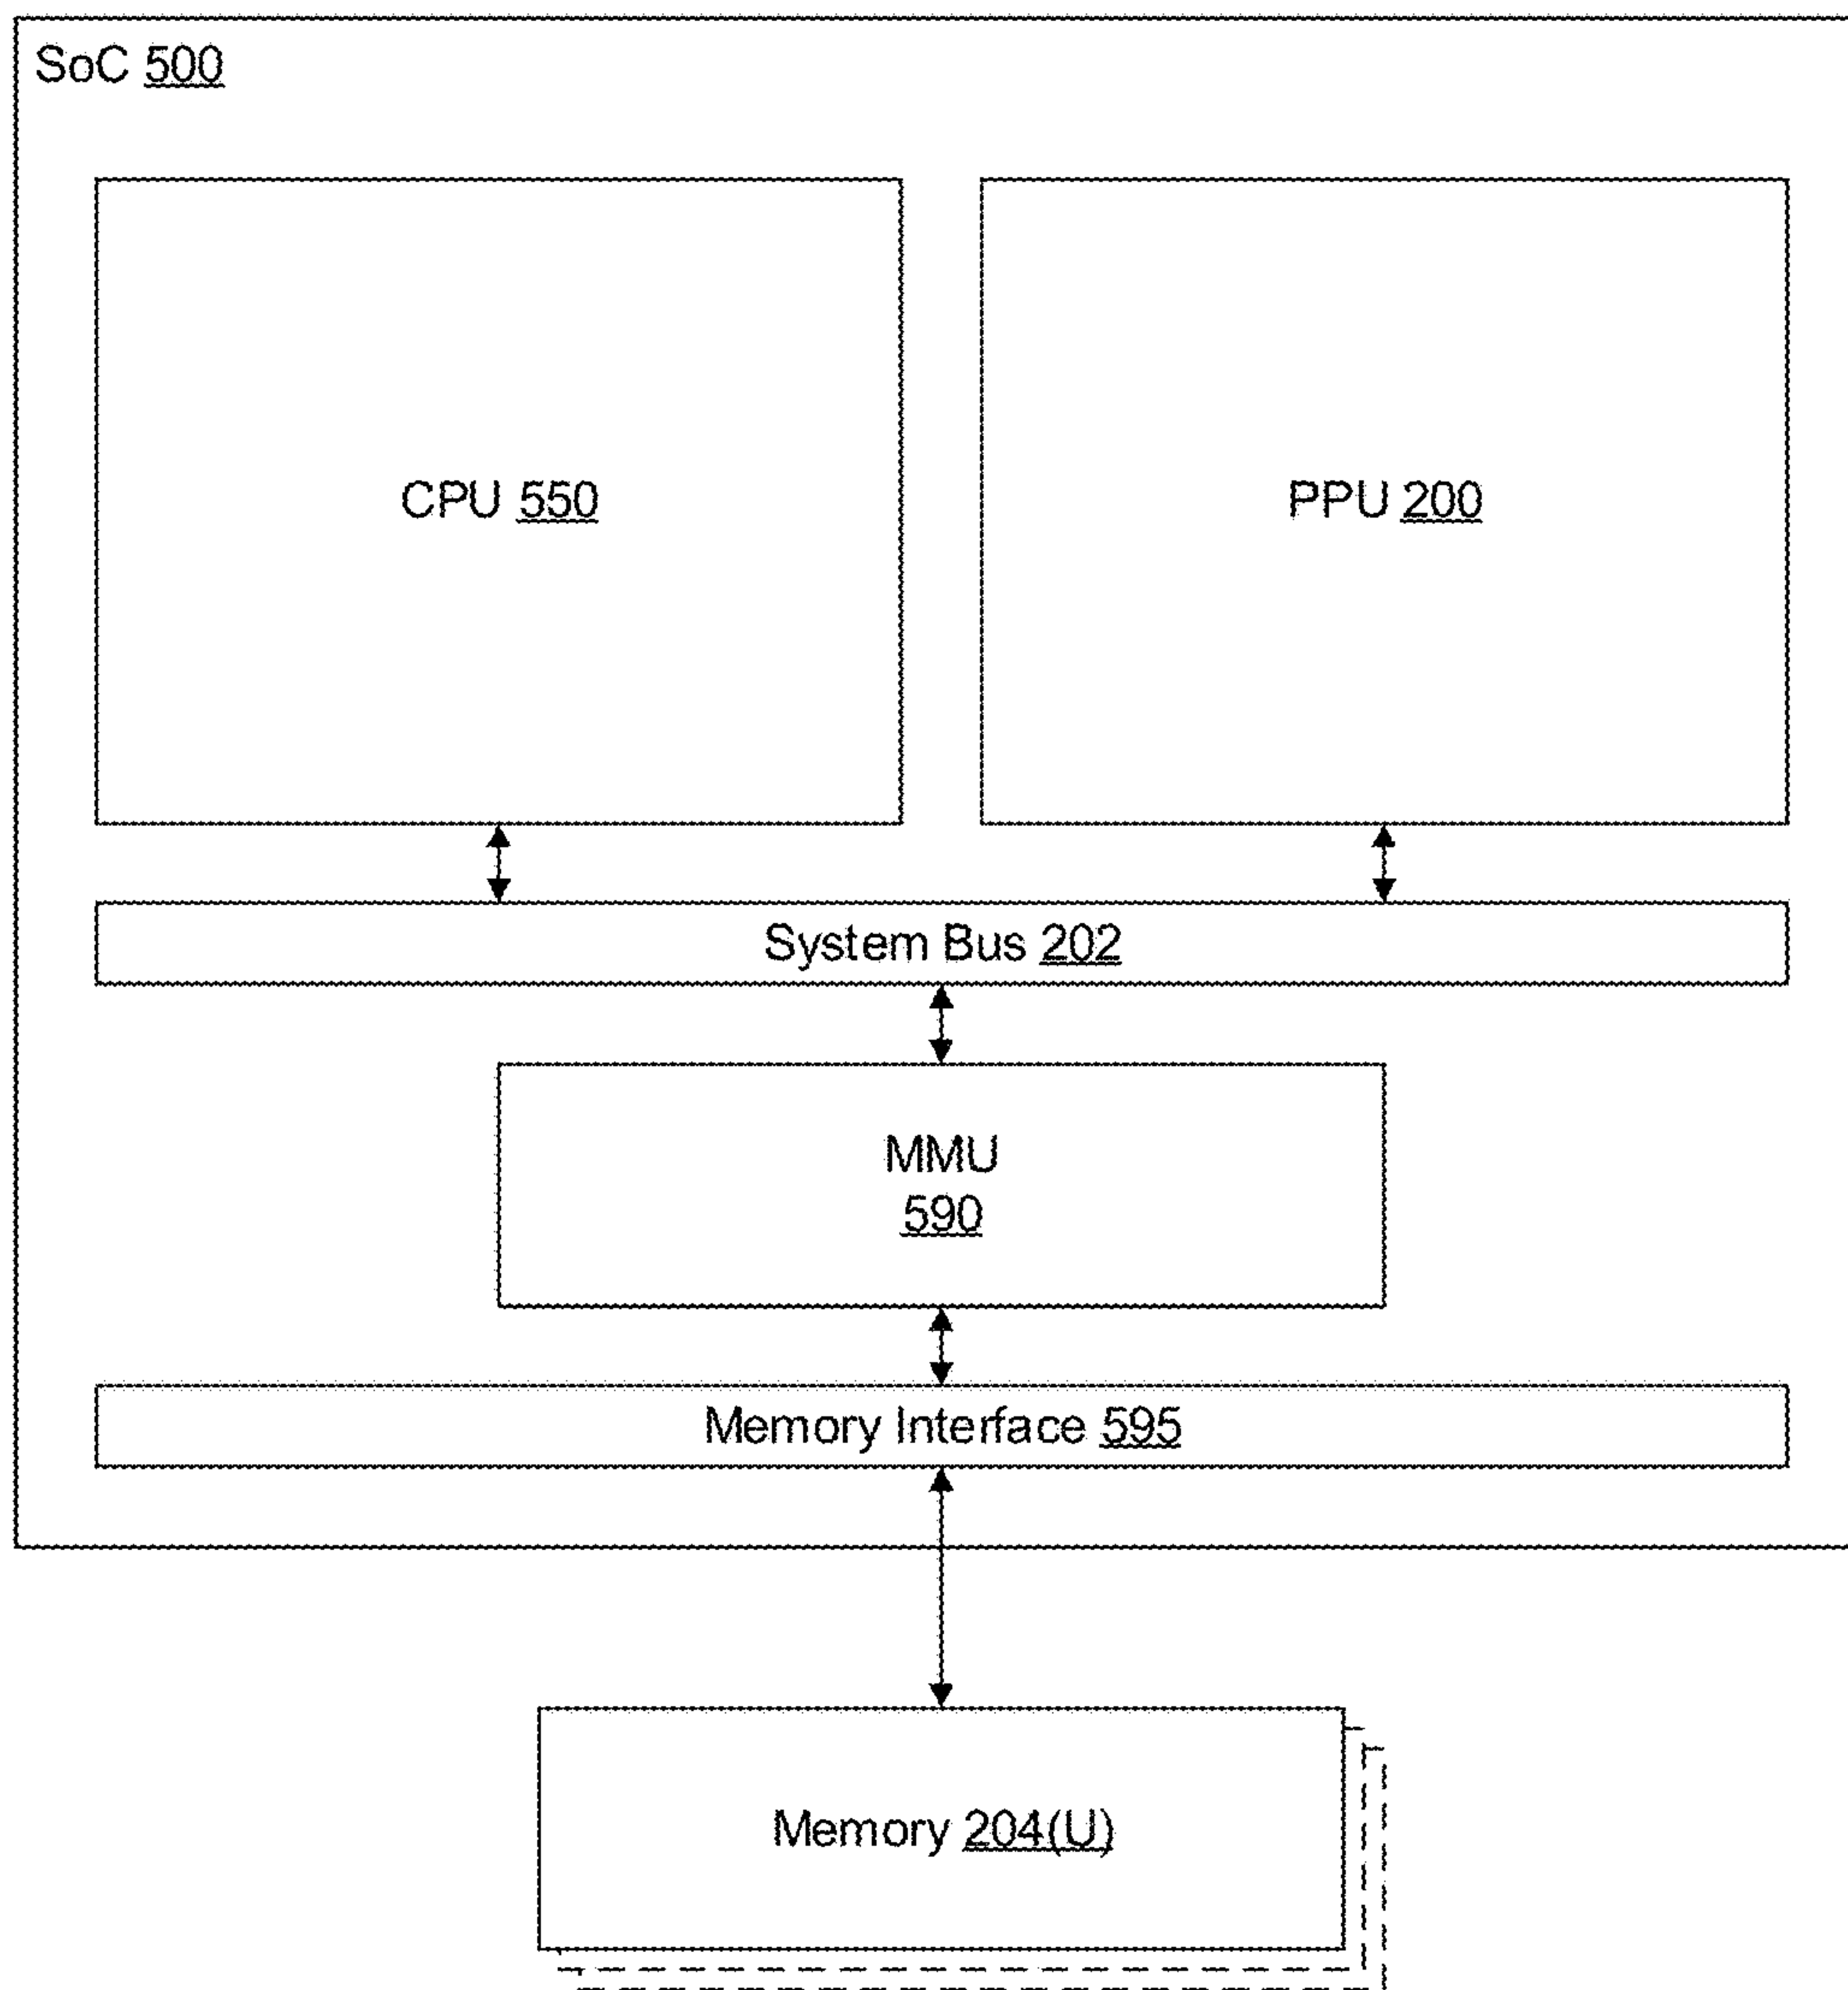 SoC 500
CPU 550
PPU 200
System Bus 202
MMU
590
Memory Interface 595
Memory 204(U)